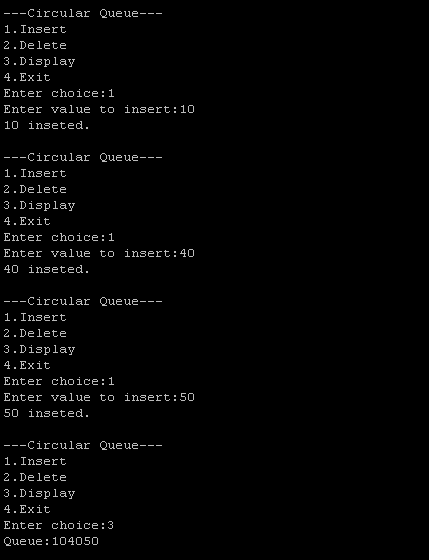 ---Circular Queue---
1.Insert
2.Delete
3.Display
4.Exit
Enter choice:1
Enter value to insert:10
10 inseted.
---Circular Queue---
1.Insert
2.Delete
3.Display
4.Exit
Enter choice:1
Enter value to insert:40
40 inseted.
---Circular Queue---
1.Insert
2.Delete
3.Display
4.Exit
Enter choice:1
Enter value to insert:50
50 inseted.
---Circular Queue---
1.Insert
2.Delete
3.Display
4.Exit
Enter choice:3
Queue:104050